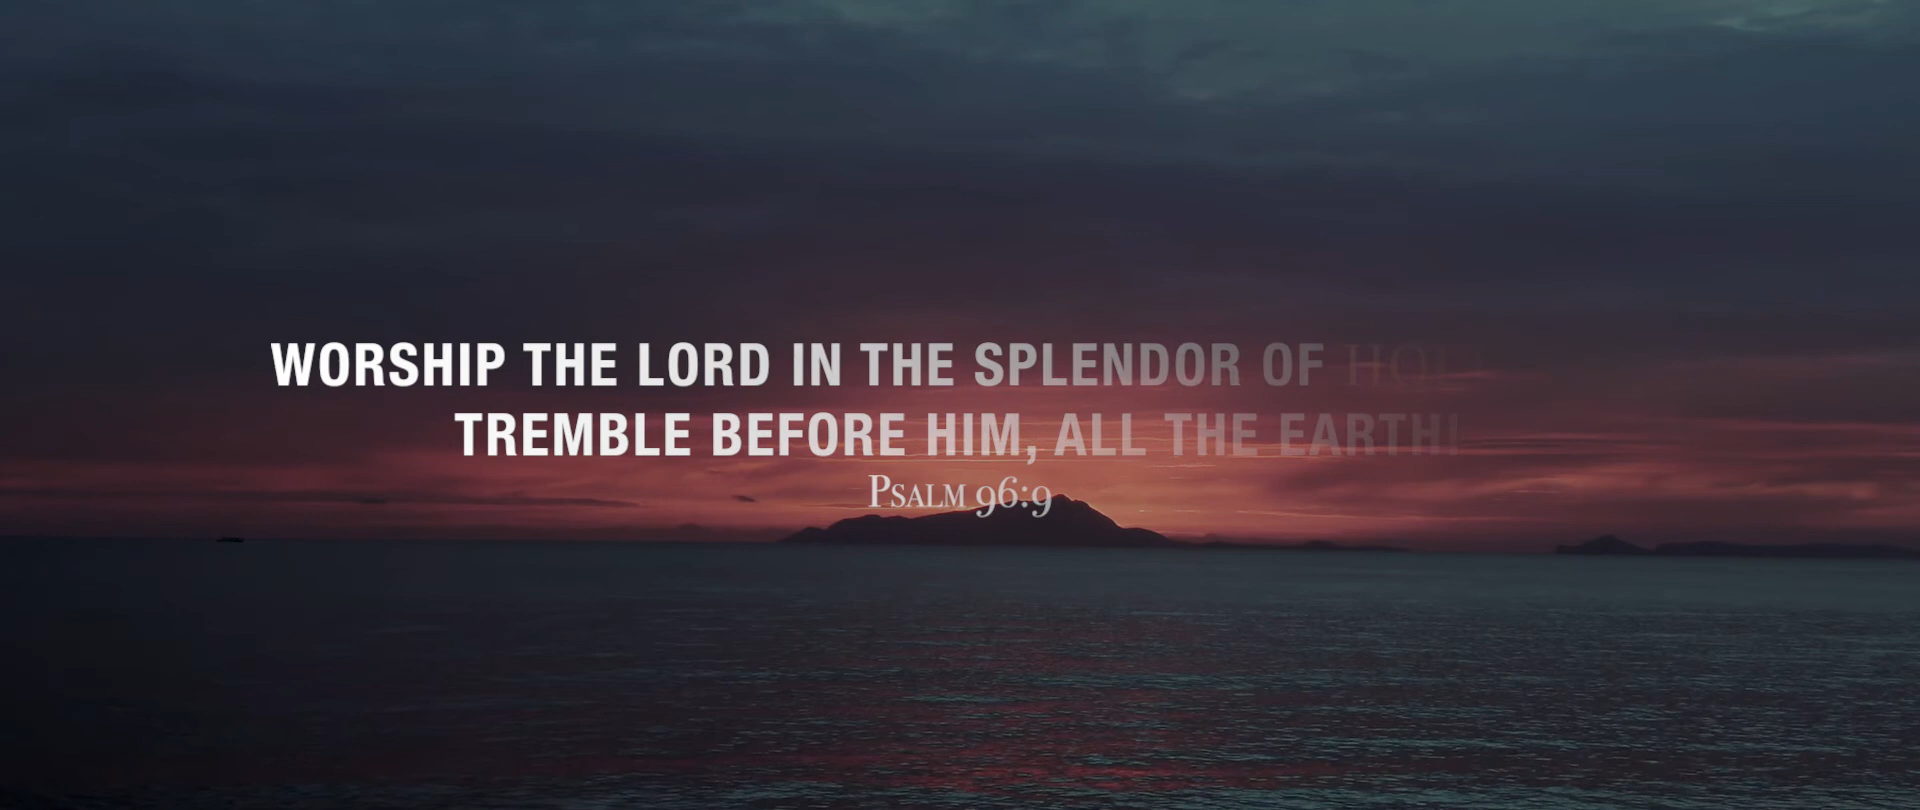 WORSHIP THE LORD IN THE SPLENDOR OF
TREMBLE BEFORE HIM, ALL THE EARTH!
PSALM 96:9